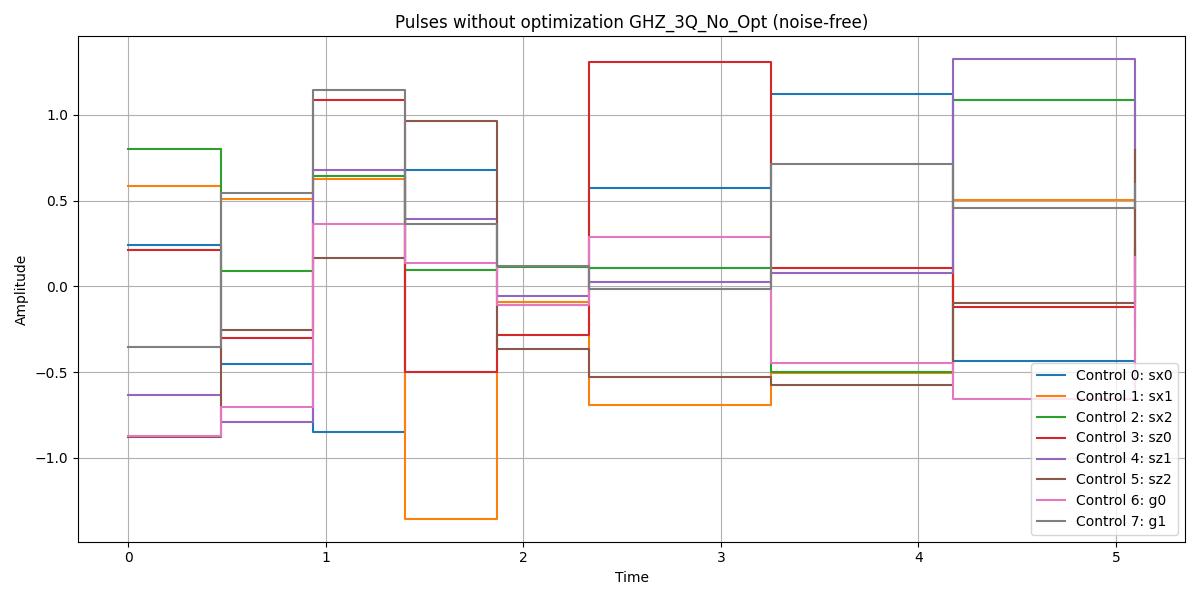 Pulses without optimization GHZ_3Q_No_Opt (noise-free)
Amplitude
1.0
0.5
0.0
−0.5
−1.0
0 1 2 3 4 5
Time
Control 0: sx0
Control 1: sx1
Control 2: sx2
Control 3: sz0
Control 4: sz1
Control 5: sz2
Control 6: g0
Control 7: g1